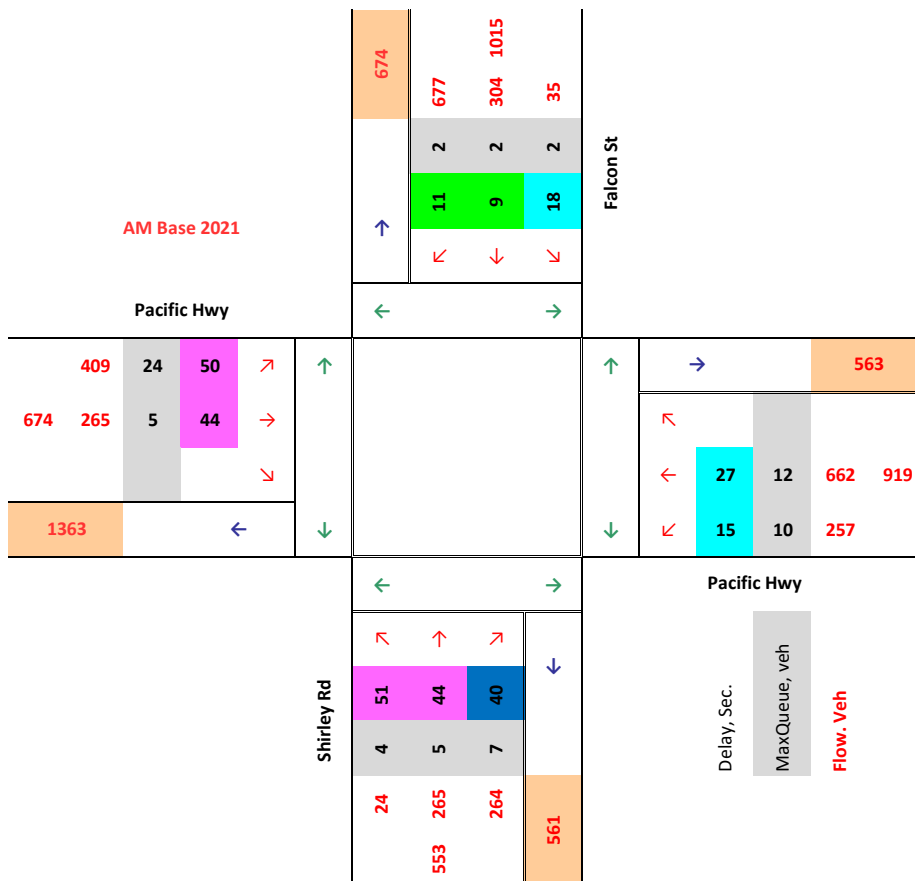 674
677
304 1015
35
2
2
2
11
9
18
Falcon St
AM Base 2021
↑
↙ ↓ ↘
Pacific Hwy
← →
409 24 50 ↗
674 265 5 44 →
↘
1363 ←
↑
↓
↑
↓
→ 563
↖
← 27 12 662 919
↙ 15 10 257
Pacific Hwy
← →
↖ ↑ ↗
↓
Shirley Rd
51
44
40
4
5
7
24
553 265
264
561
Delay, Sec.
MaxQueue, veh
Flow. Veh